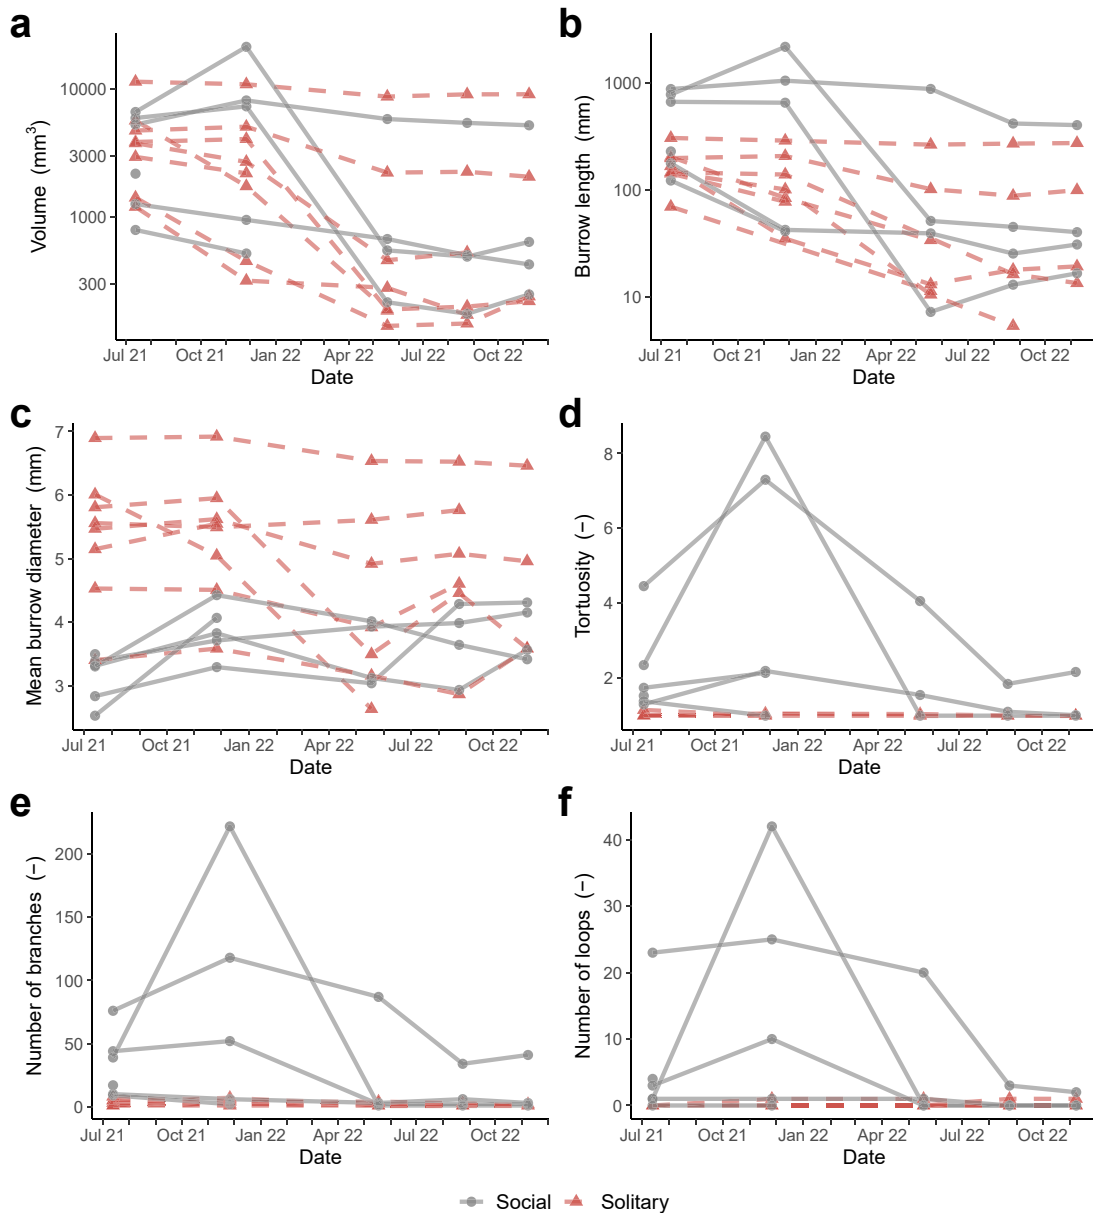 a
10000
3000
1000
300
Volume (mm³)
Jul 21 Oct 21 Jan 22 Apr 22 Jul 22 Oct 22
Date
b
1000
100
10
Burrow length (mm)
Jul 21 Oct 21 Jan 22 Apr 22 Jul 22 Oct 22
Date
c
7
6
5
4
3
Mean burrow diameter (mm)
Jul 21 Oct 21 Jan 22 Apr 22 Jul 22 Oct 22
Date
d
8
6
4
2
Tortuosity (−)
Jul 21 Oct 21 Jan 22 Apr 22 Jul 22 Oct 22
Date
e
200
150
100
50
0
Number of branches (−)
Jul 21 Oct 21 Jan 22 Apr 22 Jul 22 Oct 22
Date
f
40
30
20
10
0
Number of loops (−)
Jul 21 Oct 21 Jan 22 Apr 22 Jul 22 Oct 22
Date
Social Solitary